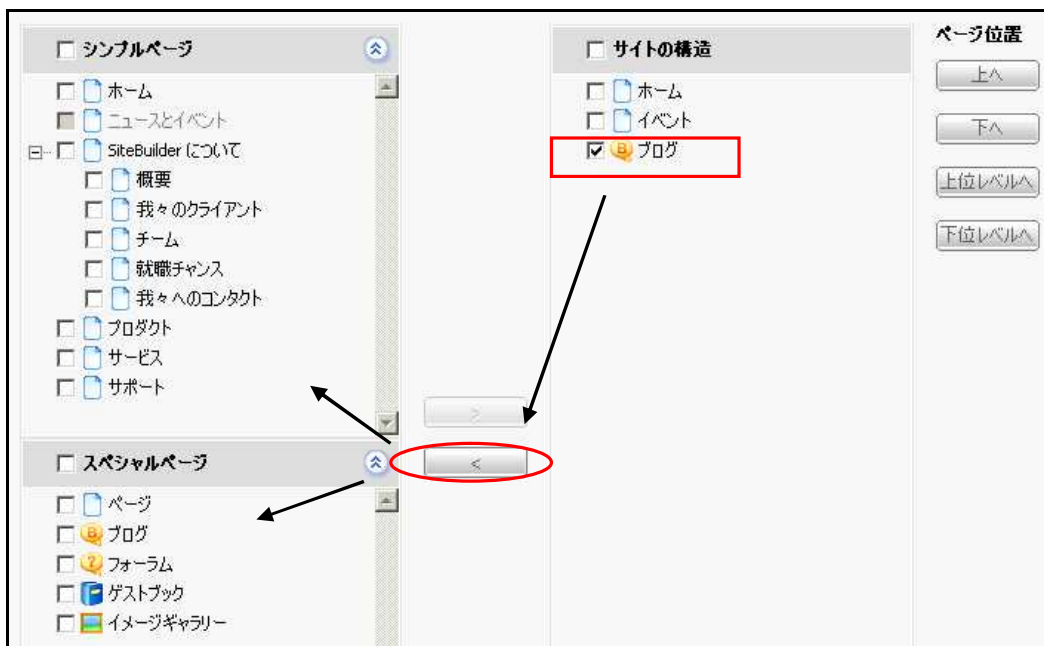 シンプルページ
ホーム
ニュースとイベント
SiteBuilder について
概要
我々のクライアント
チーム
就職チャンス
我々へのコンタクト
プロダクト
サービス
サポート
スペシャルページ
ページ
ブログ
フォーラム
ゲストブック
イメージギャラリー
>
<
サイトの構造
ホーム
イベント
ブログ
ページ位置
上へ
下へ
上位レベルへ
下位レベルへ